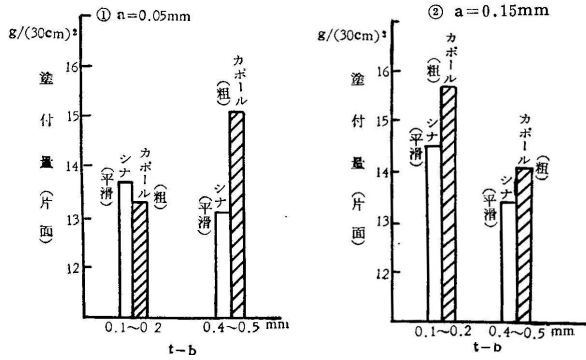 ① a=0.05mm
g/(30cm)²
16
15
14
13
12
塗付量(片面)
シナ
(平滑)
カポール
(粗)
シナ
(平滑)
カポール
(粗)
0.1～0.2
0.4～0.5 mm
t-b
② a=0.15mm
g/(30cm)²
16
15
14
13
12
塗付量(片面)
シナ
(平滑)
カポール
(粗)
シナ
(平滑)
カポール
(粗)
0.1～0.2
0.4～0.5 mm
t-b